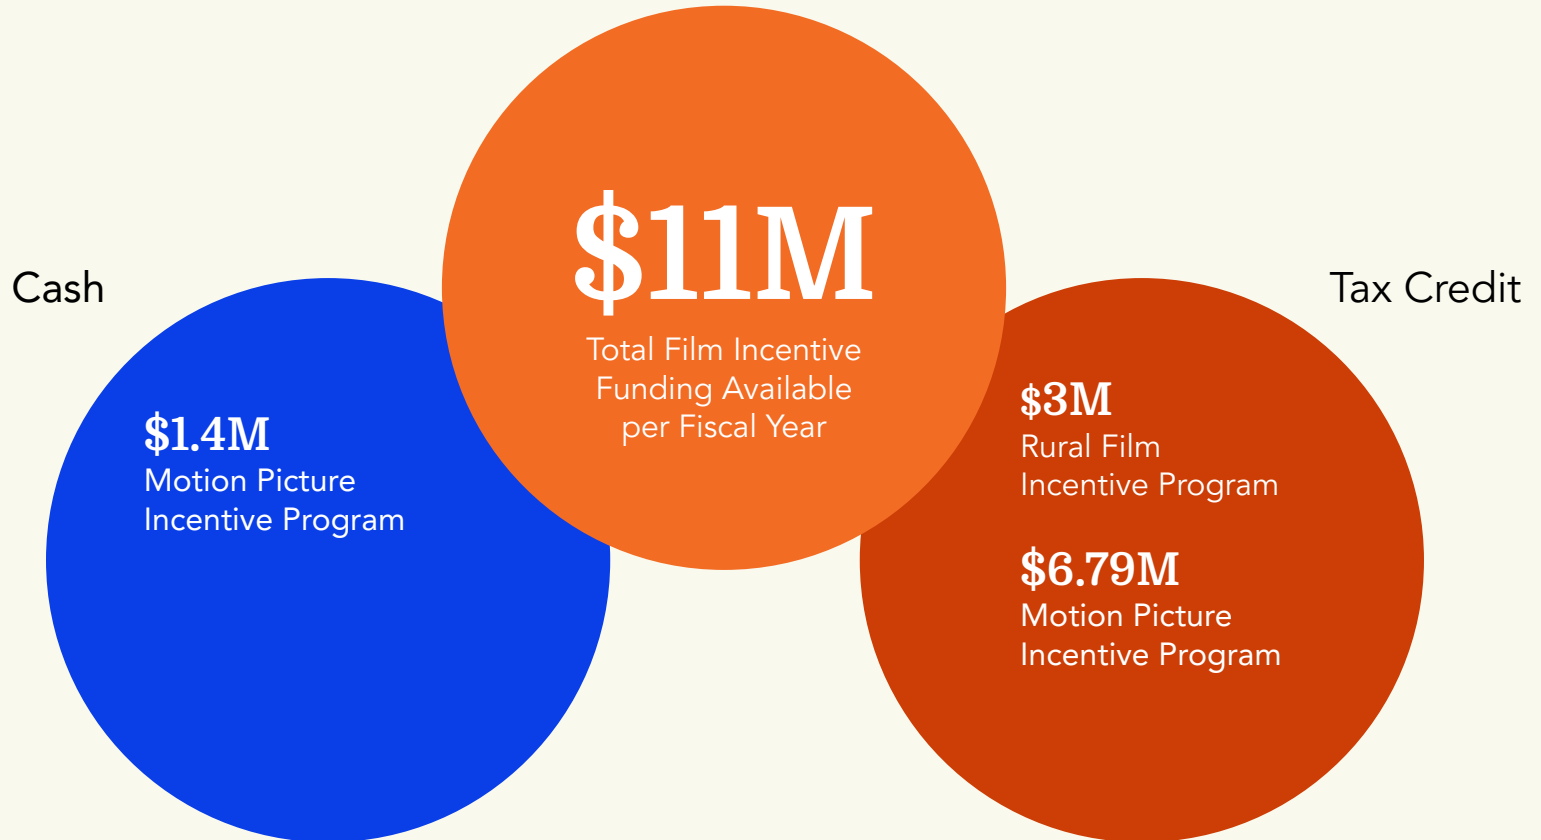 $11M
Total Film Incentive
Funding Available
per Fiscal Year
Cash
$1.4M
Motion Picture
Incentive Program
Tax Credit
$3M
Rural Film
Incentive Program
$6.79M
Motion Picture
Incentive Program